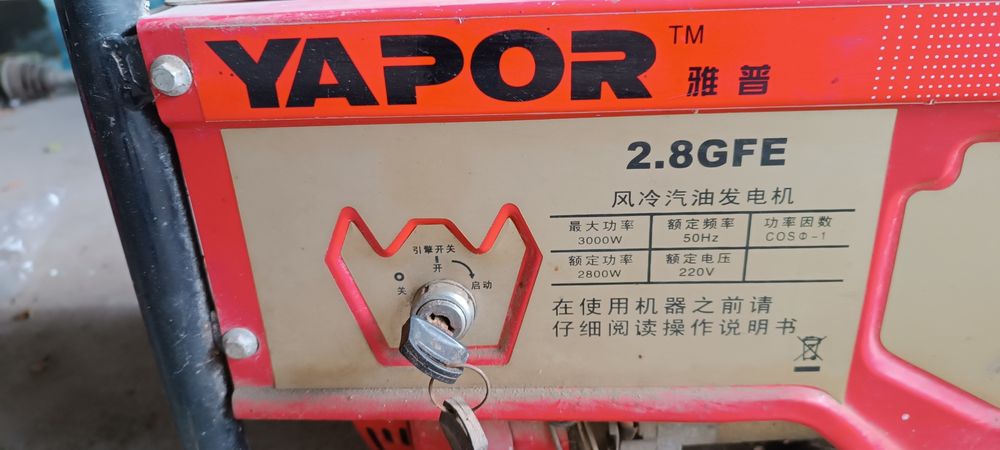 YAPOR™
雅普
2.8GFE
风冷汽油发电机
最大功率 额定频率 功率因数
3000W 50Hz COSΦ-1
额定功率 额定电压
2800W 220V
引擎开关
开
关 启动
在使用机器之前请
仔细阅读操作说明书